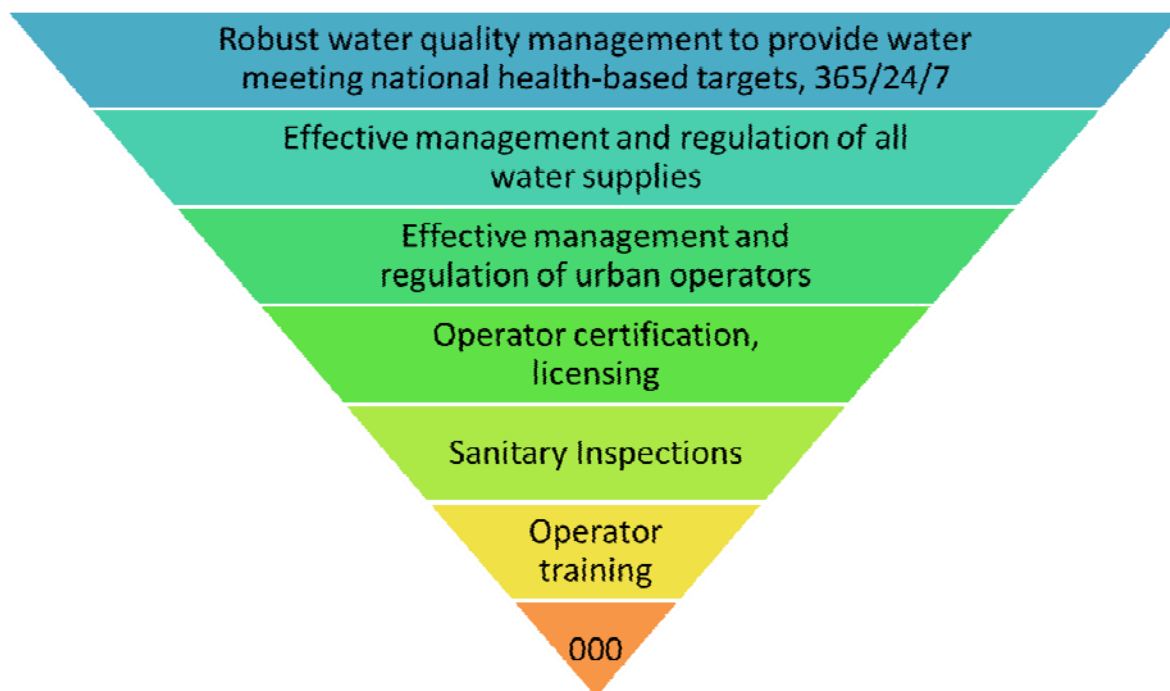 Robust water quality management to provide water
meeting national health-based targets, 365/24/7
Effective management and regulation of all
water supplies
Effective management and
regulation of urban operators
Operator certification,
licensing
Sanitary Inspections
Operator
training
000